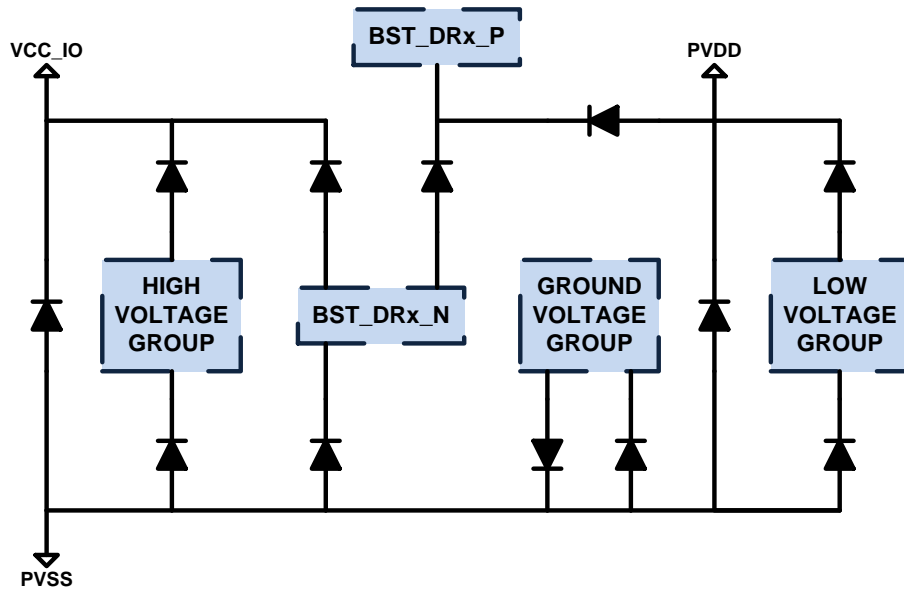 BST_DRx_P
VCC_IO
PVDD
HIGH
VOLTAGE
GROUP
BST_DRx_N
GROUND
VOLTAGE
GROUP
LOW
VOLTAGE
GROUP
PVSS